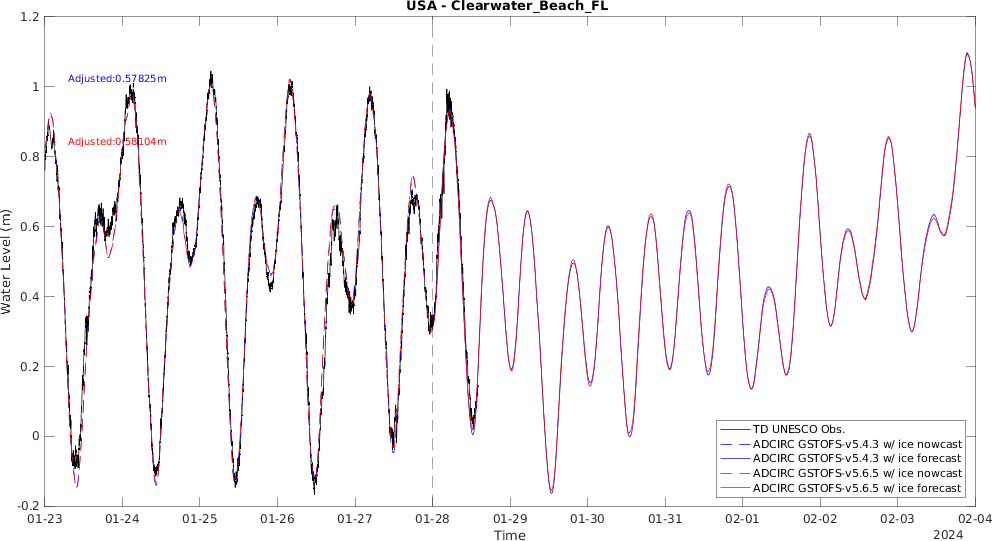 USA - Clearwater_Beach_FL
1.2
1
0.8
0.6
0.4
0.2
0
-0.2
Water Level (m)
Adjusted:0.57825m
Adjusted:0.58104m
TD UNESCO Obs.
ADCIRC GSTOFS-v5.4.3 w/ ice nowcast
ADCIRC GSTOFS-v5.4.3 w/ ice forecast
ADCIRC GSTOFS-v5.6.5 w/ ice nowcast
ADCIRC GSTOFS-v5.6.5 w/ ice forecast
01-23 01-24 01-25 01-26 01-27 01-28 01-29 01-30 01-31 02-01 02-02 02-03 02-04
Time
2024